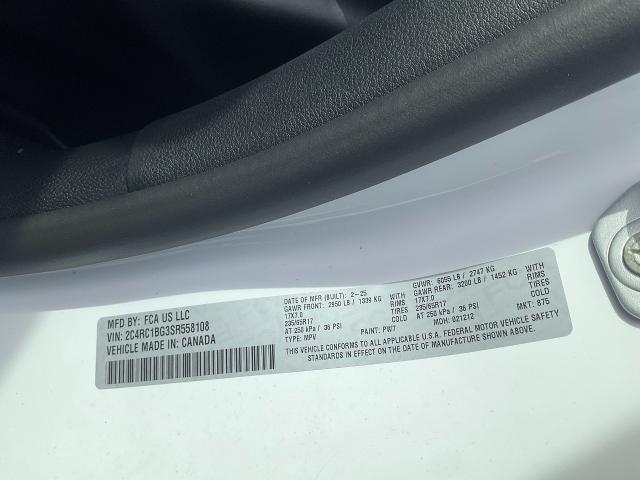 MFD BY: FCA US LLC
VIN: 2C4RC1BG3SR558108
VEHICLE MADE IN: CANADA
DATE OF MFR (BUILT): 2-25
GVWR: 6055 LB / 2747 KG
GAWR FRONT: 2950 LB / 1339 KG WITH
GAWR REAR: 3200 LB / 1452 KG WITH
17X7.0 RIMS
17X7.0 RIMS
235/65R17 TIRES
235/65R17 TIRES
AT 250 kPa / 36 PSI COLD
AT 250 kPa / 36 PSI COLD
TYPE: MPV PAINT: PW7 MDH: 021212 MKT: 875
THIS VEHICLE CONFORMS TO ALL APPLICABLE U.S.A. FEDERAL MOTOR VEHICLE SAFETY
STANDARDS IN EFFECT ON THE DATE OF MANUFACTURE SHOWN ABOVE.